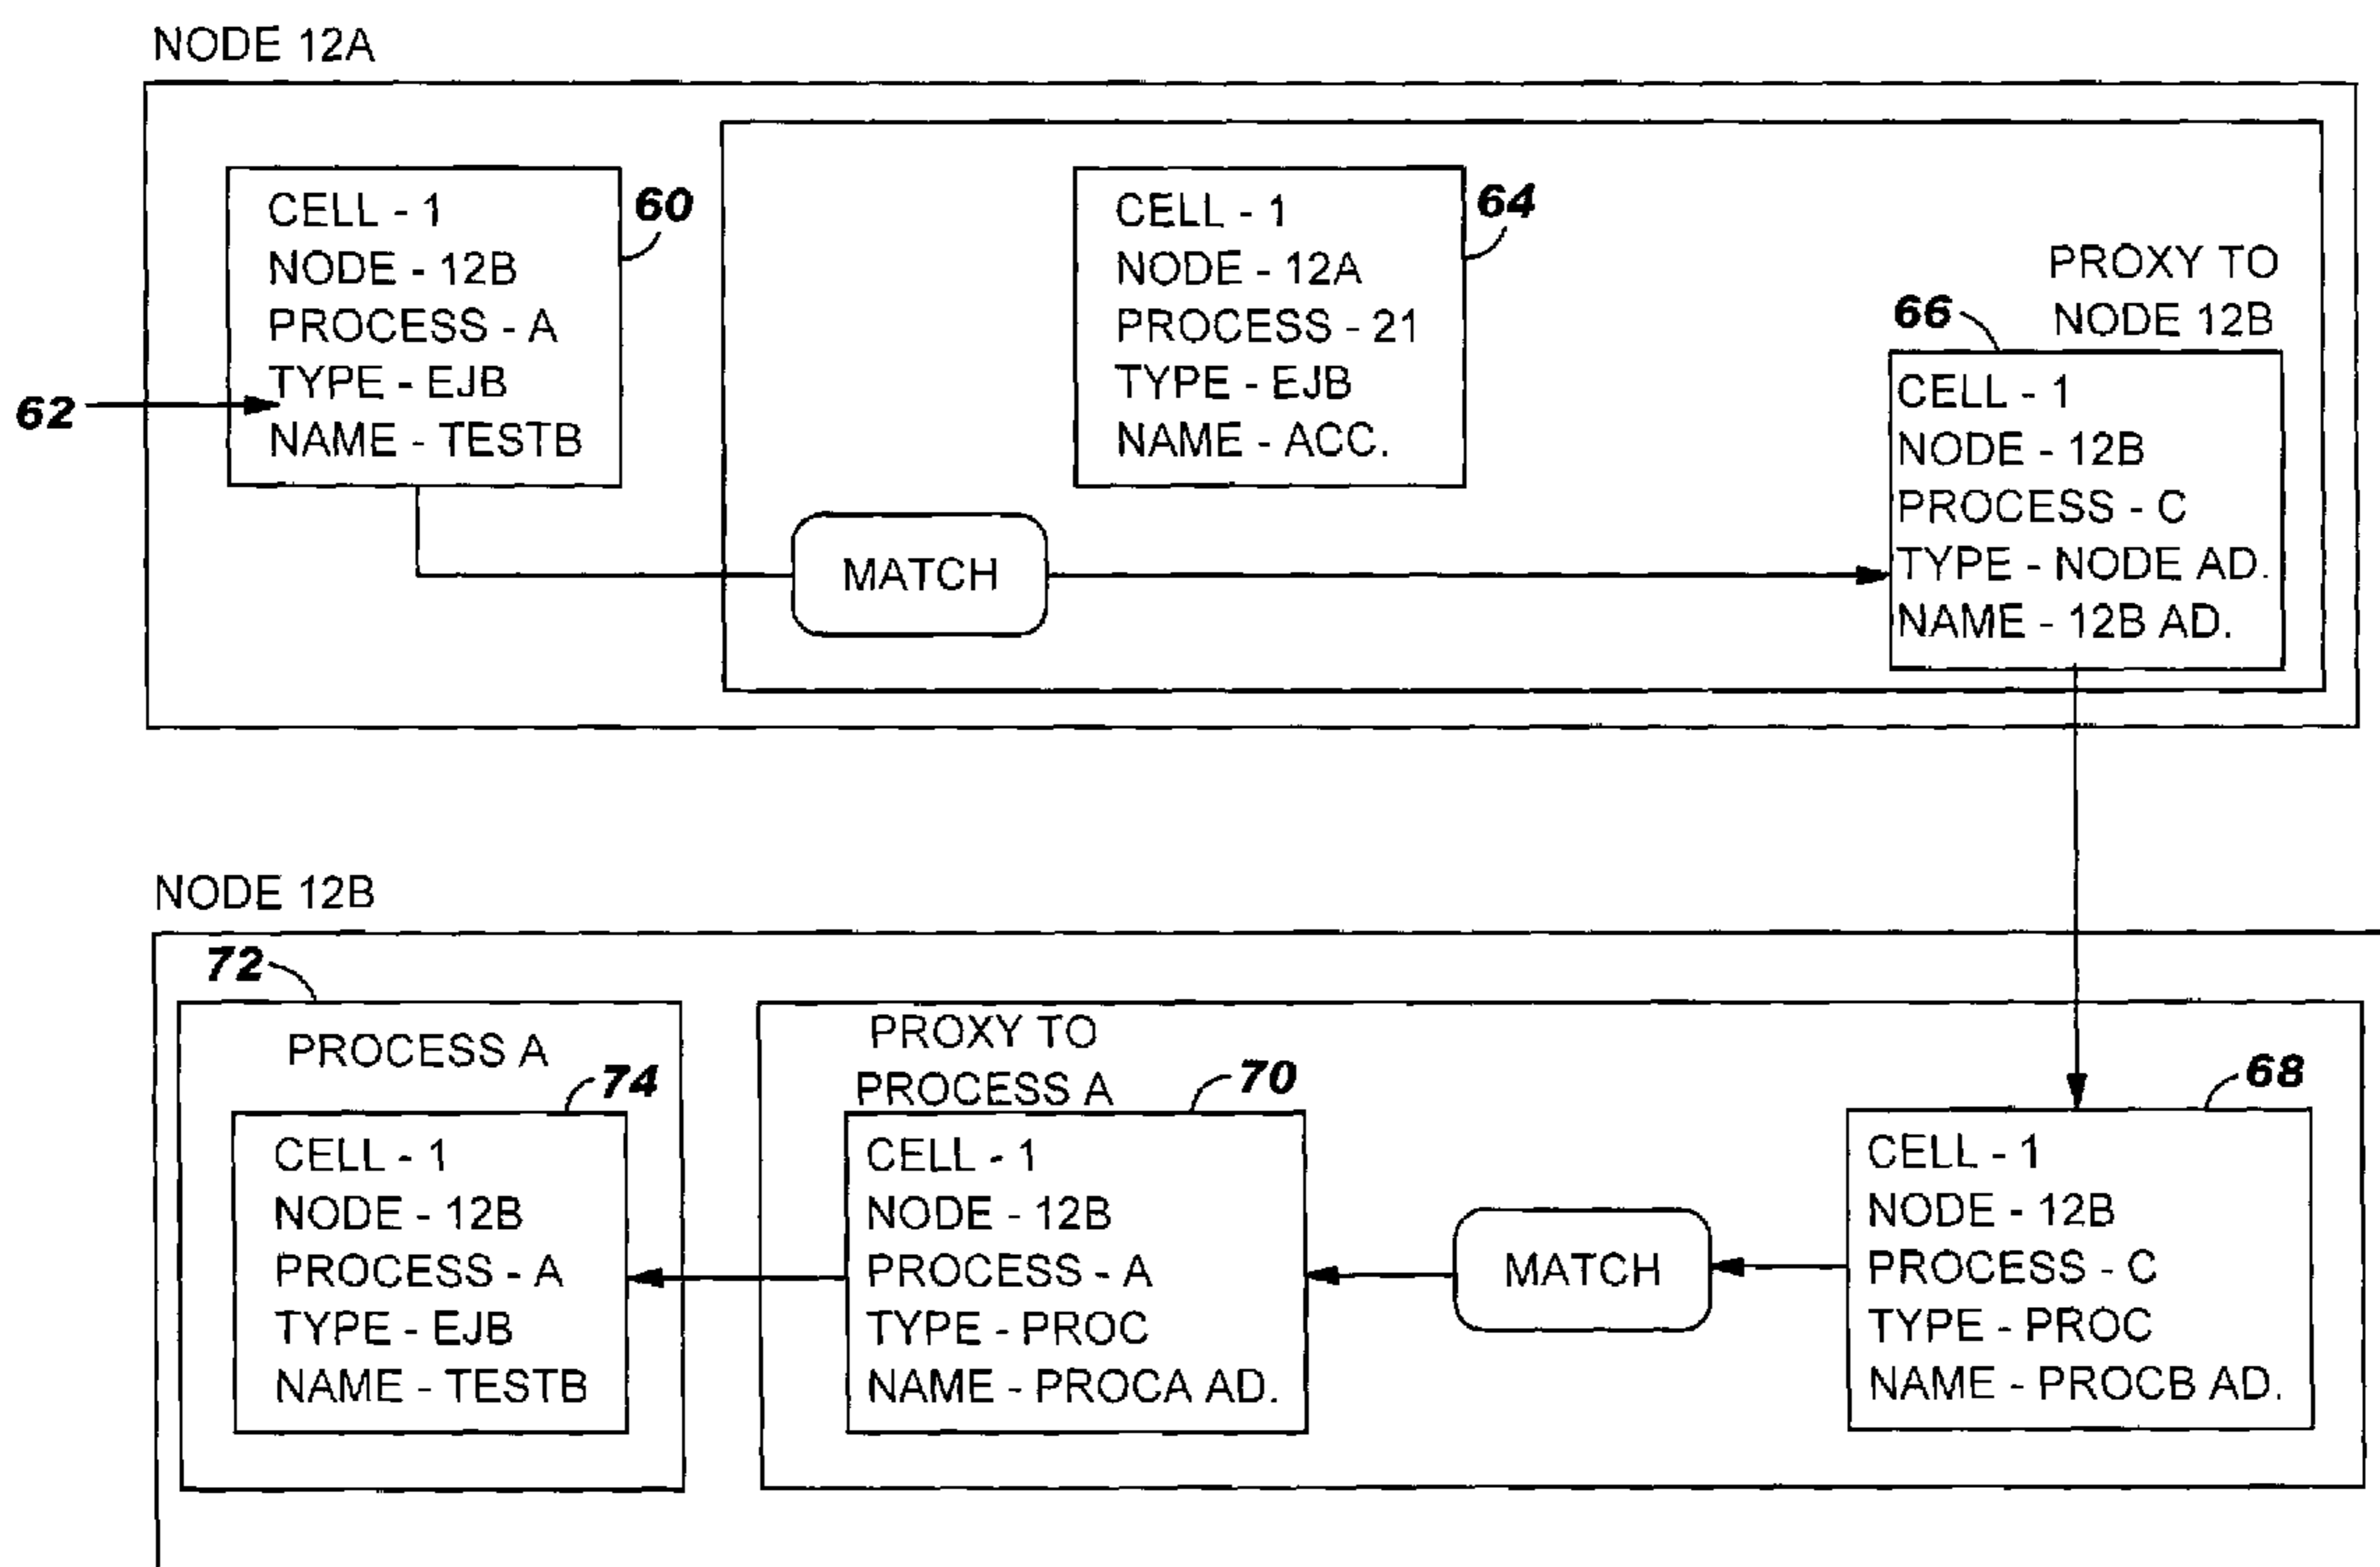 NODE 12A
CELL - 1
NODE - 12B
PROCESS - A
TYPE - EJB
NAME - TESTB
60
62
CELL - 1
NODE - 12A
PROCESS - 21
TYPE - EJB
NAME - ACC.
64
MATCH
PROXY TO
NODE 12B
66
CELL - 1
NODE - 12B
PROCESS - C
TYPE - NODE AD.
NAME - 12B AD.
NODE 12B
72
PROCESS A
74
CELL - 1
NODE - 12B
PROCESS - A
TYPE - EJB
NAME - TESTB
PROXY TO
PROCESS A
70
CELL - 1
NODE - 12B
PROCESS - A
TYPE - PROC
NAME - PROCA AD.
MATCH
68
CELL - 1
NODE - 12B
PROCESS - C
TYPE - PROC
NAME - PROCB AD.